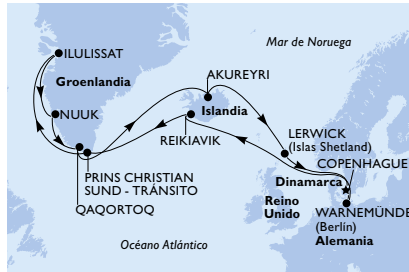 Mar de Noruega
ILULISSAT
Groenlandia
AKUREYRI
NUUK
Islandia
REIKIAVIK
LERWICK
(Islas Shetland)
COPENHAGUE
PRINS CHRISTIAN
SUND - TRÁNSITO
QAQORTOQ
Dinamarca
Reino
Unido
WARNEMÜNDE
(Berlín)
Alemania
Océano Atlántico